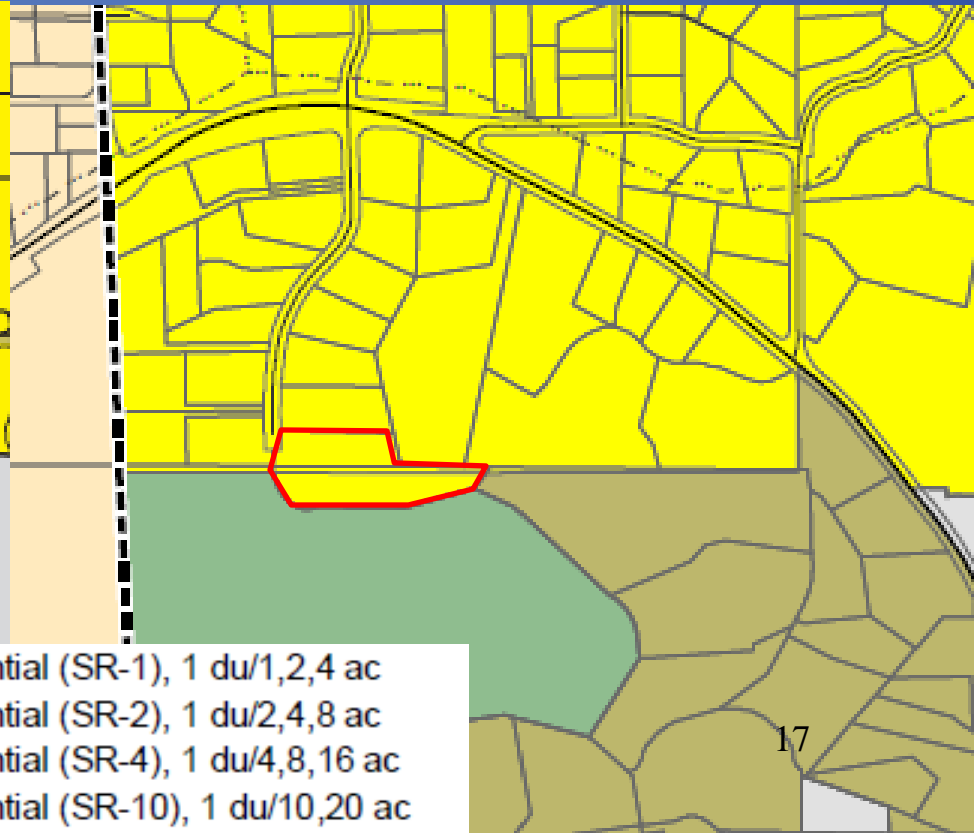 17
ntial (SR-1), 1 du/1,2,4 ac
ntial (SR-2), 1 du/2,4,8 ac
ntial (SR-4), 1 du/4,8,16 ac
ntial (SR-10), 1 du/10,20 ac